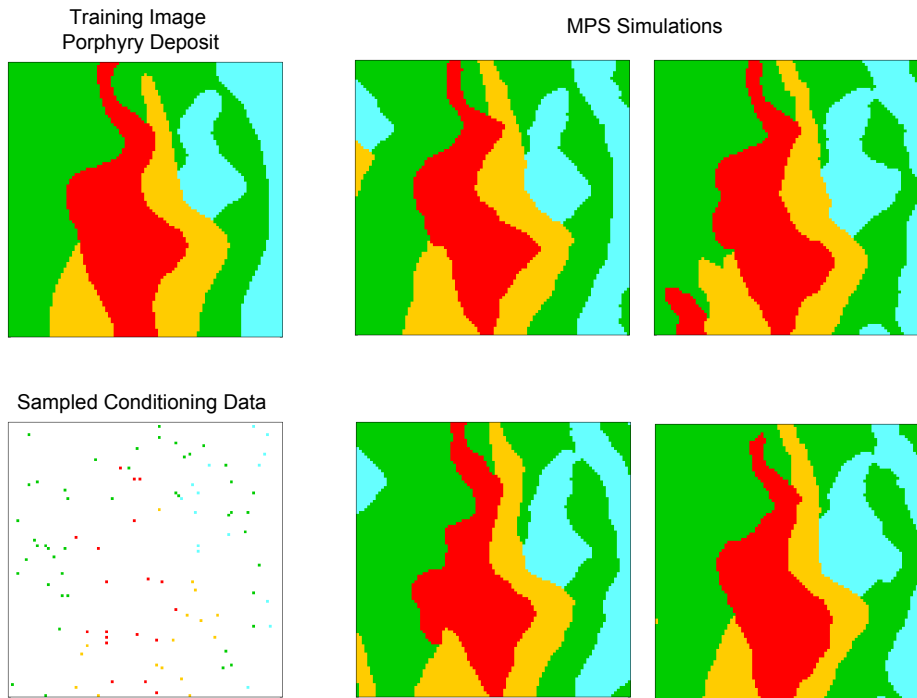 Training Image
Porphyry Deposit
MPS Simulations
Sampled Conditioning Data